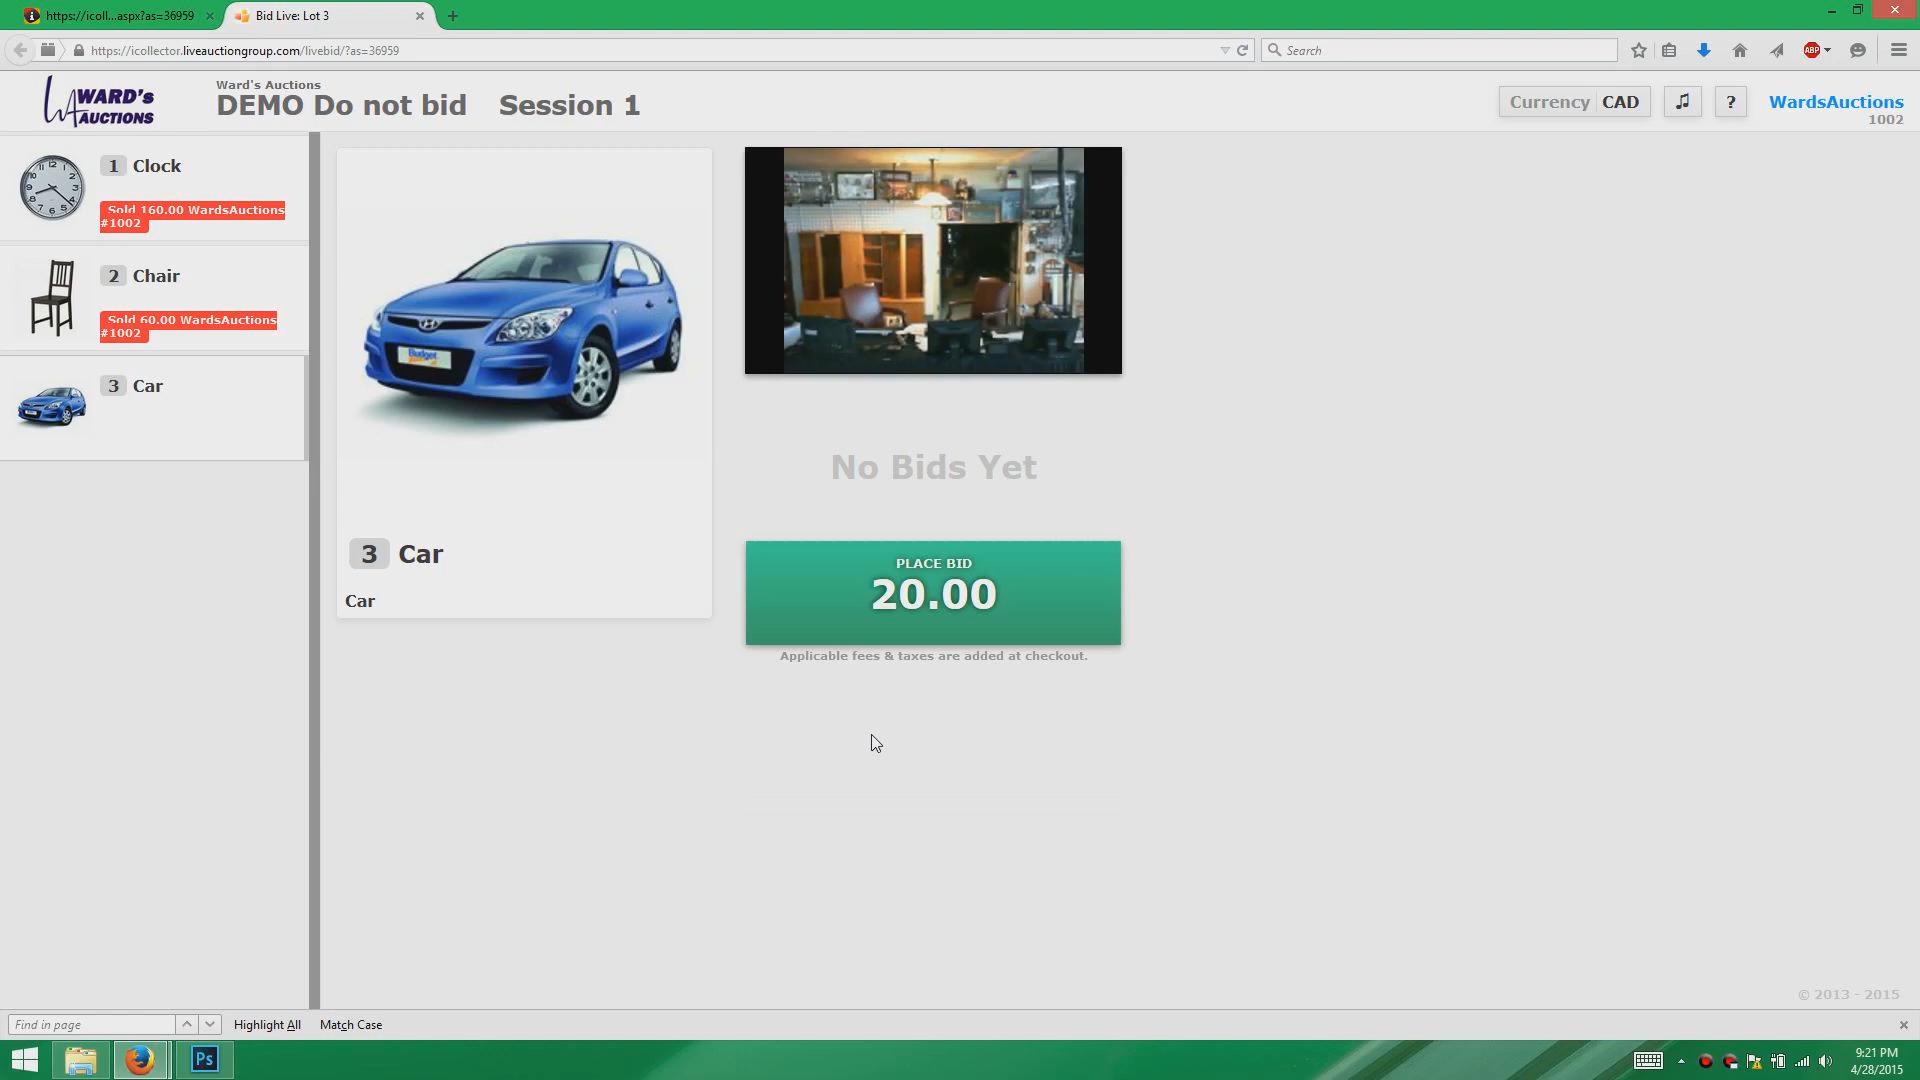 https://icoll...aspx?as=36959
Bid Live: Lot 3
https://icollector.liveauctiongroup.com/livebid/?as=36959
Search
ABP
WARD's
AUCTIONS
Ward's Auctions
DEMO Do not bid Session 1
Currency CAD
?
WardsAuctions
1002
1 Clock
Sold 160.00 WardsAuctions
#1002
2 Chair
Sold 60.00 WardsAuctions
#1002
3 Car
Budget
3 Car
Car
No Bids Yet
PLACE BID
20.00
Applicable fees & taxes are added at checkout.
© 2013 - 2015
Find in page
Highlight All
Match Case
Ps
9:21 PM
4/28/2015